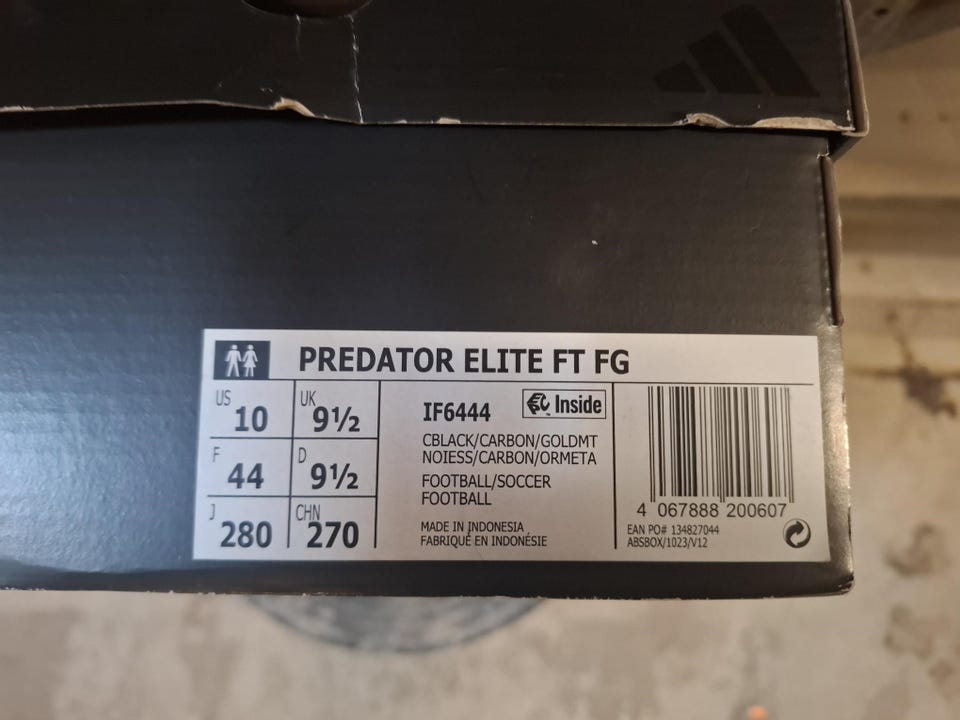 PREDATOR ELITE FT FG
US 10
UK 9½
F 44
D 9½
J 280
CHN 270
IF6444
Inside
CBLACK/CARBON/GOLDMT
NOIESS/CARBON/ORMETA
FOOTBALL/SOCCER
FOOTBALL
MADE IN INDONESIA
FABRIQUÉ EN INDONÉSIE
4 067888 200607
EAN PO# 134827044
ABSBOX/1023/V12